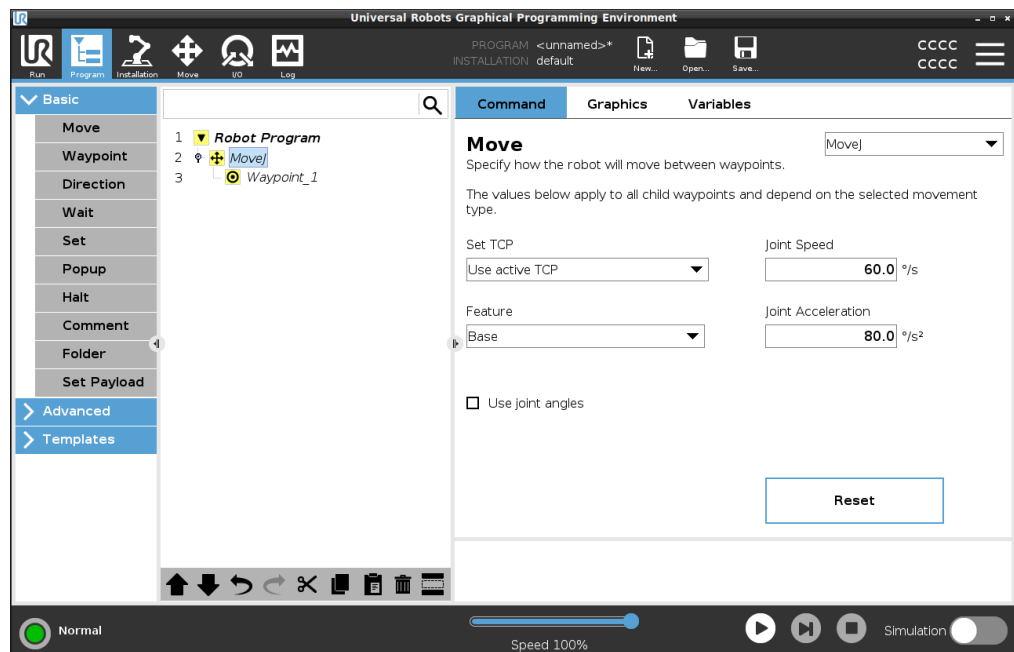 Universal Robots Graphical Programming Environment
UR
Run
Program
Installation
Move
I/O
Log
PROGRAM <unnamed>*
INSTALLATION default
New...
Open...
Save...
CCCC
CCCC
Basic
Move
Waypoint
Direction
Wait
Set
Popup
Halt
Comment
Folder
Set Payload
Advanced
Templates
1 Robot Program
2 MoveJ
3 Waypoint_1
Command Graphics Variables
Move
MoveJ
Specify how the robot will move between waypoints.
The values below apply to all child waypoints and depend on the selected movement
type.
Set TCP
Use active TCP
Joint Speed
60.0 °/s
Feature
Base
Joint Acceleration
80.0 °/s²
Use joint angles
Reset
Normal
Speed 100%
Simulation